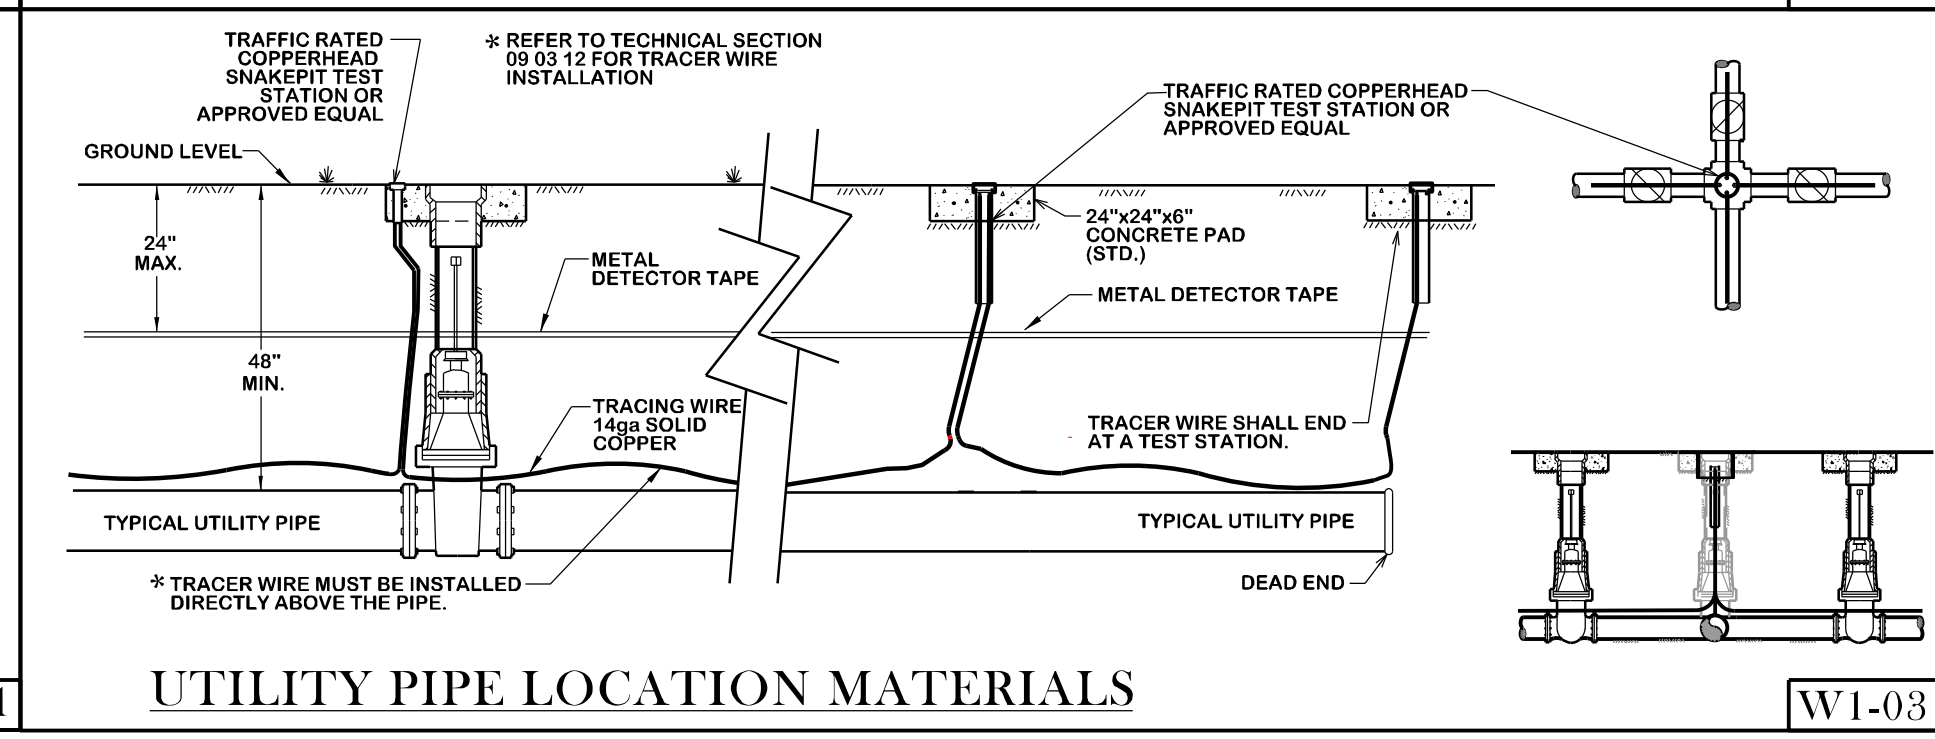 TRAFFIC RATED
COPPERHEAD
SNAKEPIT TEST
STATION OR
APPROVED EQUAL
* REFER TO TECHNICAL SECTION
09 03 12 FOR TRACER WIRE
INSTALLATION
TRAFFIC RATED COPPERHEAD
SNAKEPIT TEST STATION OR
APPROVED EQUAL
GROUND LEVEL
24"
MAX.
48"
MIN.
METAL
DETECTOR TAPE
24"x24"x6"
CONCRETE PAD
(STD.)
METAL DETECTOR TAPE
TRACING WIRE
14ga SOLID
COPPER
TRACER WIRE SHALL END
AT A TEST STATION.
TYPICAL UTILITY PIPE
TYPICAL UTILITY PIPE
* TRACER WIRE MUST BE INSTALLED
DIRECTLY ABOVE THE PIPE.
DEAD END
UTILITY PIPE LOCATION MATERIALS
W1-03